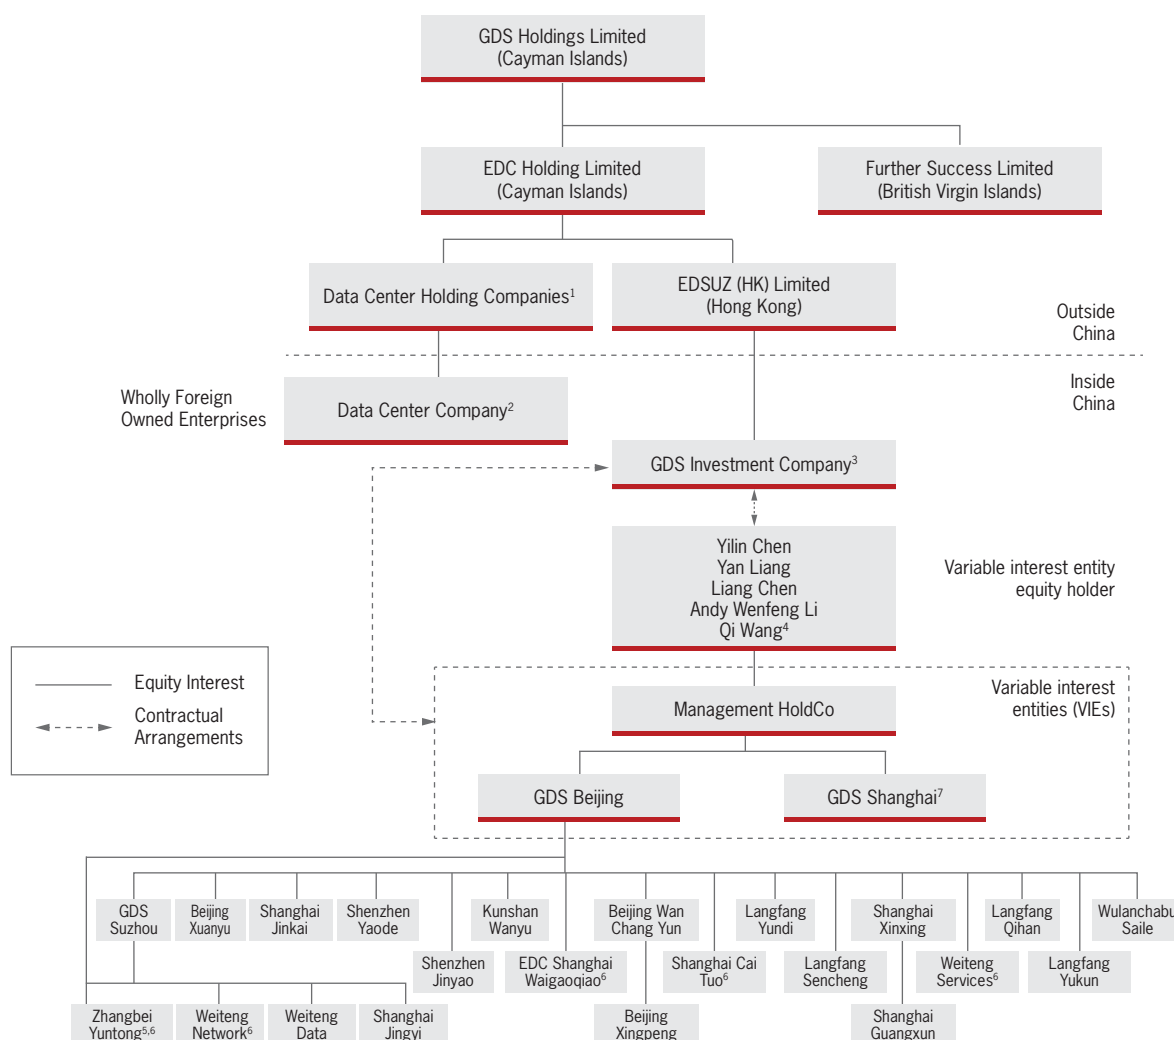 GDS Holdings Limited
(Cayman Islands)
EDC Holding Limited
(Cayman Islands)
Further Success Limited
(British Virgin Islands)
Data Center Holding Companies1
EDSUZ (HK) Limited
(Hong Kong)
Outside
China
Inside
China
Wholly Foreign
Owned Enterprises
Data Center Company2
GDS Investment Company3
Yilin Chen
Yan Liang
Liang Chen
Andy Wenfeng Li
Qi Wang4
Variable interest entity
equity holder
Equity Interest
Contractual
Arrangements
Management HoldCo
Variable interest
entities (VIEs)
GDS Beijing
GDS Shanghai7
GDS
Suzhou
Beijing
Xuanyu
Shanghai
Jinkai
Shenzhen
Yaode
Kunshan
Wanyu
Beijing Wan
Chang Yun
Langfang
Yundi
Shanghai
Xinxing
Langfang
Qihan
Wulanchabu
Saile
Shenzhen
Jinyao
EDC Shanghai
Waigaoqiao6
Shanghai Cai
Tuo6
Langfang
Sencheng
Weiteng
Services6
Langfang
Yukun
Zhangbei
Yuntong5,6
Weiteng
Network6
Weiteng
Data
Shanghai
Jingyi
Beijing
Xingpeng
Shanghai
Guangxun